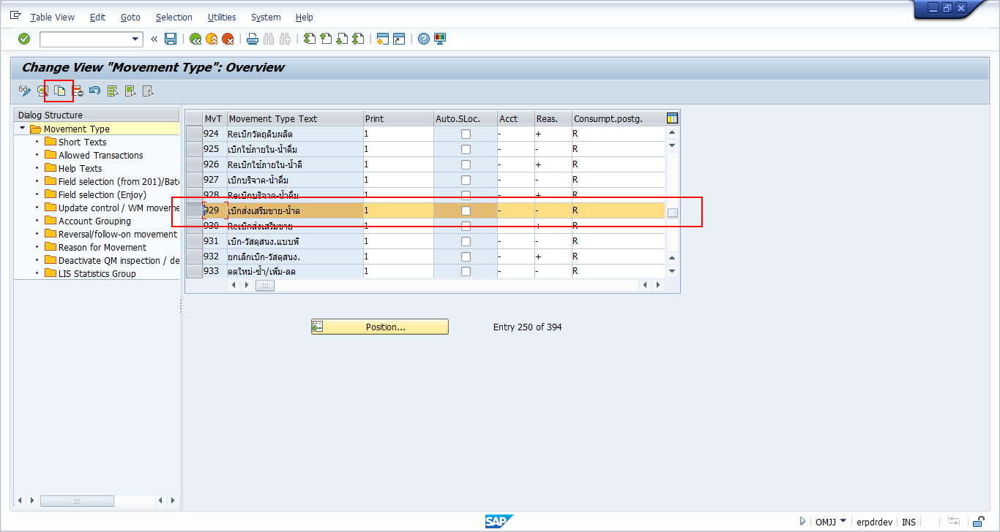 Table View Edit Goto Selection Utilities System Help
Change View "Movement Type": Overview
Dialog Structure
Movement Type
Short Texts
Allowed Transactions
Help Texts
Field selection (from 201)/Batc
Field selection (Enjoy)
Update control / WM moveme
Account Grouping
Reversal/follow-on movement
Reason for Movement
Deactivate QM inspection / de
LIS Statistics Group
MvT Movement Type Text Print Auto.SLoc. Acct Reas. Consumpt.postg.
924 Reเบิกวัตถุดิบผลิต 1 - + R
925 เบิกใช้ภายใน-น้ำดื่ม 1 - - R
926 Reเบิกใช้ภายใน-น้ำดื 1 - + R
927 เบิกบริจาค-น้ำดื่ม 1 - - R
928 Reเบิกบริจาค-น้ำดื่ม 1 - + R
929 เบิกส่งเสริมขาย-น้ำด 1 - - R
930 Reเบิกส่งเสริมขาย- 1 - + R
931 เบิก-วัสดุสนง.แบบพิ 1 - - R
932 ยกเลิกเบิก-วัสดุสนง. 1 - + R
933 ตตใหม่-ซ้ำ/เพิ่ม-ลด 1 - - R
Position... Entry 250 of 394
SAP OMJJ erpdrdev INS